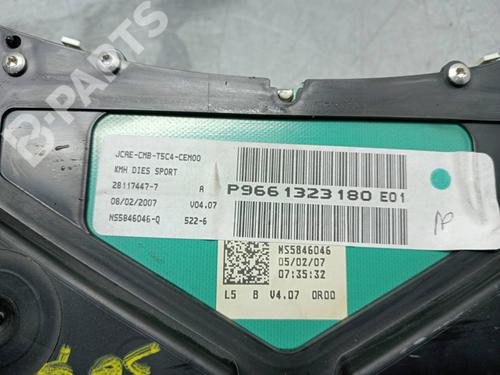 B-PARTS
JCAE-CMB-T5C4-CEM00
KMH DIES SPORT
28117447-7 A
08/02/2007 V04.07
NS5846046-Q 522-6
P9661323180 E01
NS5846046
05/02/07
07:35:32
L5 B V4.07 0R00